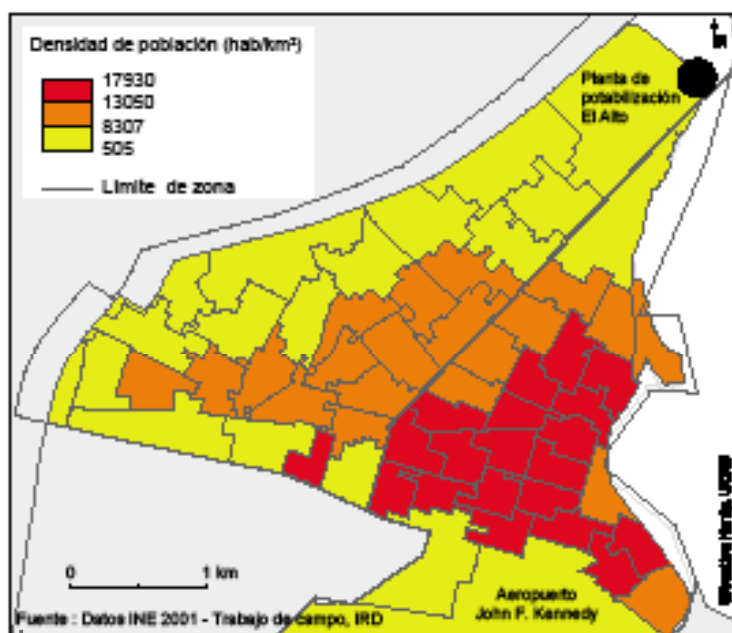 Densidad de población (hab/km²)
17930
13050
8307
505
Límite de zona
Planta de
potabilización
El Alto
0 1 km
Aeropuerto
John F. Kennedy
Fuente : Datos INE 2001 - Trabajo de campo, IRD